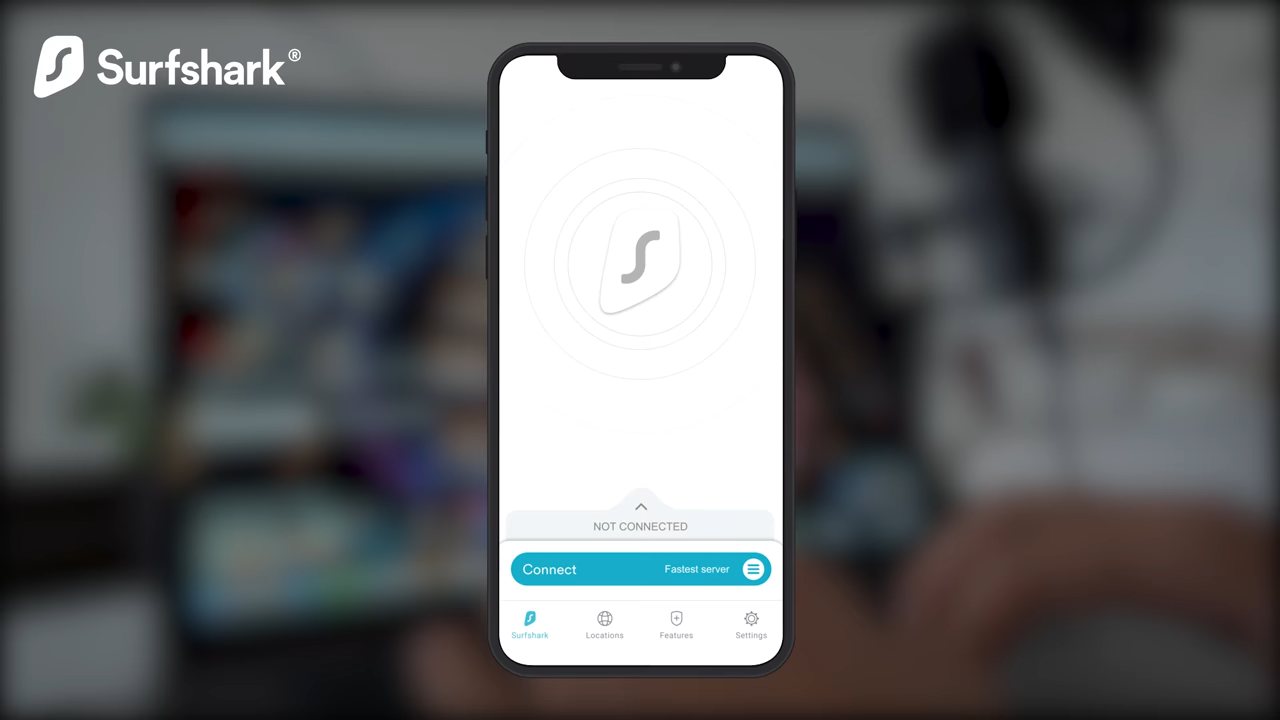 Surfshark®
NOT CONNECTED
Connect
Fastest server
Surfshark
Locations
Features
Settings